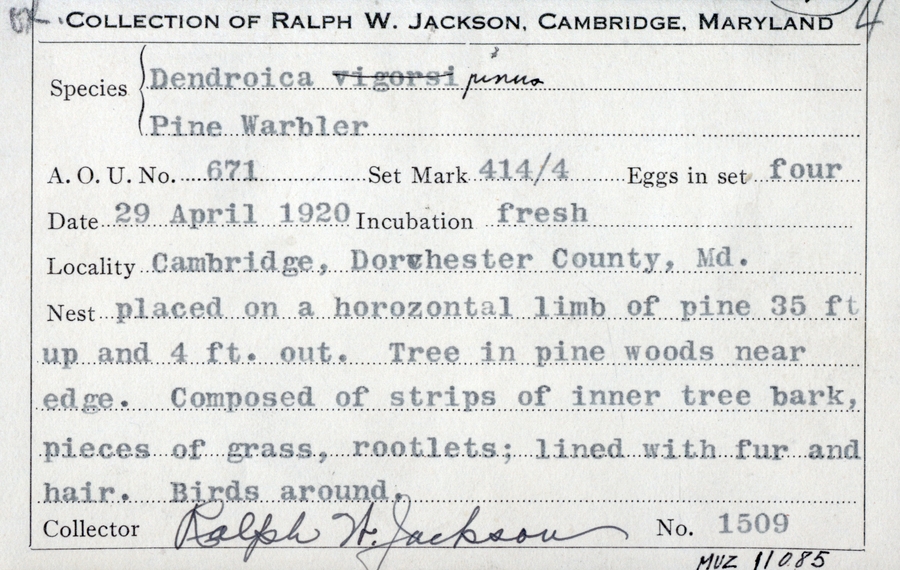 COLLECTION OF RALPH W. JACKSON, CAMBRIDGE, MARYLAND 4
Species Dendroica vigorsi pinus
Pine Warbler
A. O. U. No. 671 Set Mark 414/4 Eggs in set four
Date 29 April 1920 Incubation fresh
Locality Cambridge, Dorchester County, Md.
Nest placed on a horozontal limb of pine 35 ft
up and 4 ft. out. Tree in pine woods near
edge. Composed of strips of inner tree bark,
pieces of grass, rootlets; lined with fur and
hair. Birds around.
Collector Ralph W. Jackson No. 1509
MVZ 11085